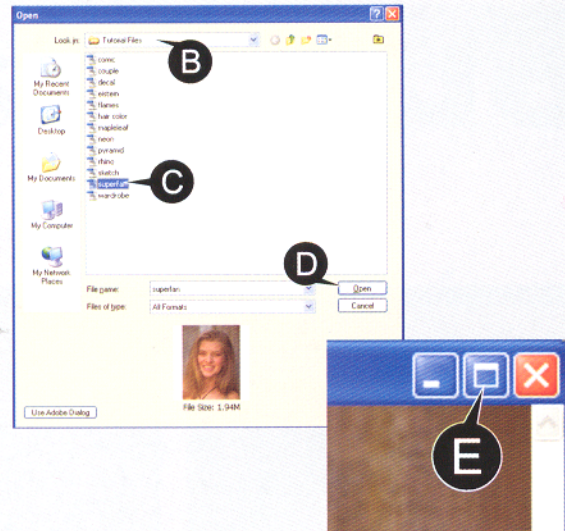 Open
Look in: Tutorial Files
B
My Recent Documents
Desktop
My Documents
My Computer
My Network Places
comic
couple
decal
eistein
flames
hair color
mapleleaf
neon
pyramid
rhino
sketch
superfan
wardrobe
C
D
File name: superfan Open
Files of type: All Formats Cancel
File Size: 1.94M
Use Adobe Dialog
E